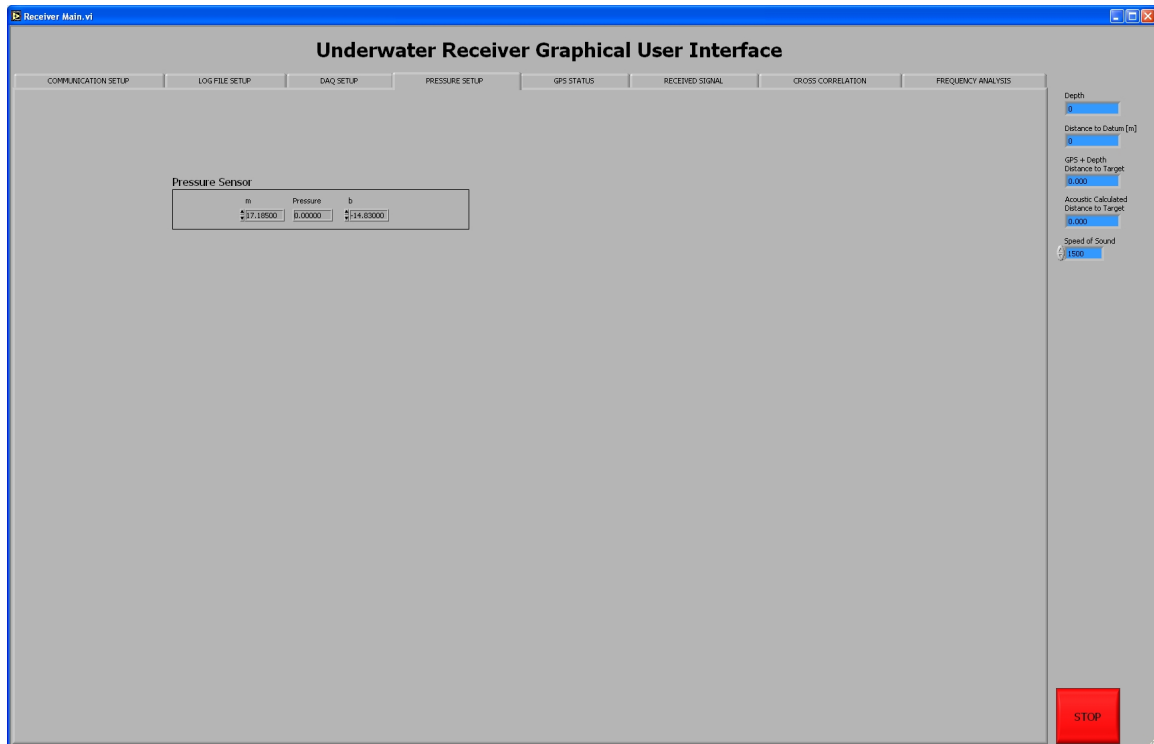 Receiver Main.vi
Underwater Receiver Graphical User Interface
COMMUNICATION SETUP LOG FILE SETUP DAQ SETUP PRESSURE SETUP GPS STATUS RECEIVED SIGNAL CROSS CORRELATION FREQUENCY ANALYSIS
Pressure Sensor
m Pressure b
17.18500 0.00000 -14.83000
Depth
0
Distance to Datum [m]
0
GPS + Depth
Distance to Target
0.000
Acoustic Calculated
Distance to Target
0.000
Speed of Sound
1500
STOP